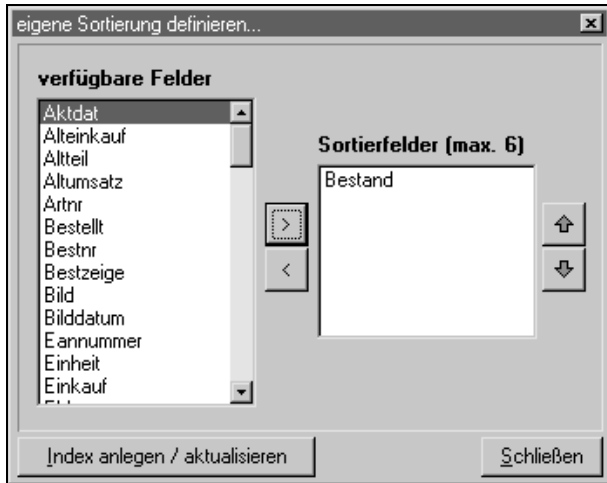 eigene Sortierung definieren...
verfügbare Felder
Aktdat
Alteinkauf
Altteil
Altumsatz
Artnr
Bestellt
Bestnr
Bestzeige
Bild
Bilddatum
Eannummer
Einheit
Einkauf
Sortierfelder (max. 6)
Bestand
>
<
Index anlegen / aktualisieren
Schließen